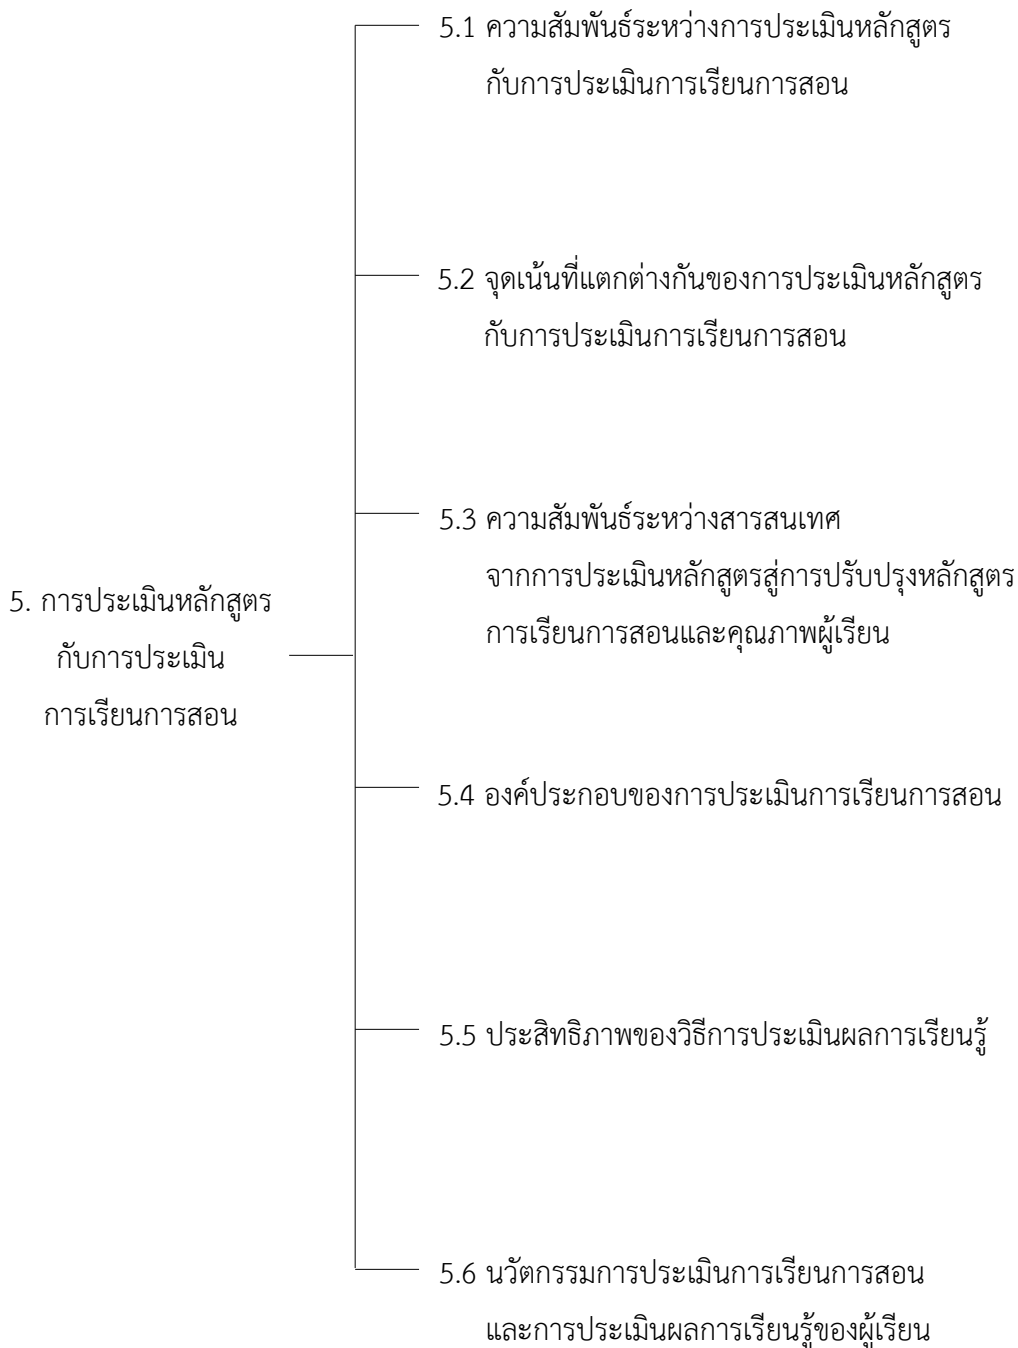 5.1 ความสัมพันธ์ระหว่างการประเมินหลักสูตร
กับการประเมินการเรียนการสอน
5.2 จุดเน้นที่แตกต่างกันของการประเมินหลักสูตร
กับการประเมินการเรียนการสอน
5.3 ความสัมพันธ์ระหว่างสารสนเทศ
จากการประเมินหลักสูตรสู่การปรับปรุงหลักสูตร
การเรียนการสอนและคุณภาพผู้เรียน
5. การประเมินหลักสูตร
กับการประเมิน
การเรียนการสอน
5.4 องค์ประกอบของการประเมินการเรียนการสอน
5.5 ประสิทธิภาพของวิธีการประเมินผลการเรียนรู้
5.6 นวัตกรรมการประเมินการเรียนการสอน
และการประเมินผลการเรียนรู้ของผู้เรียน